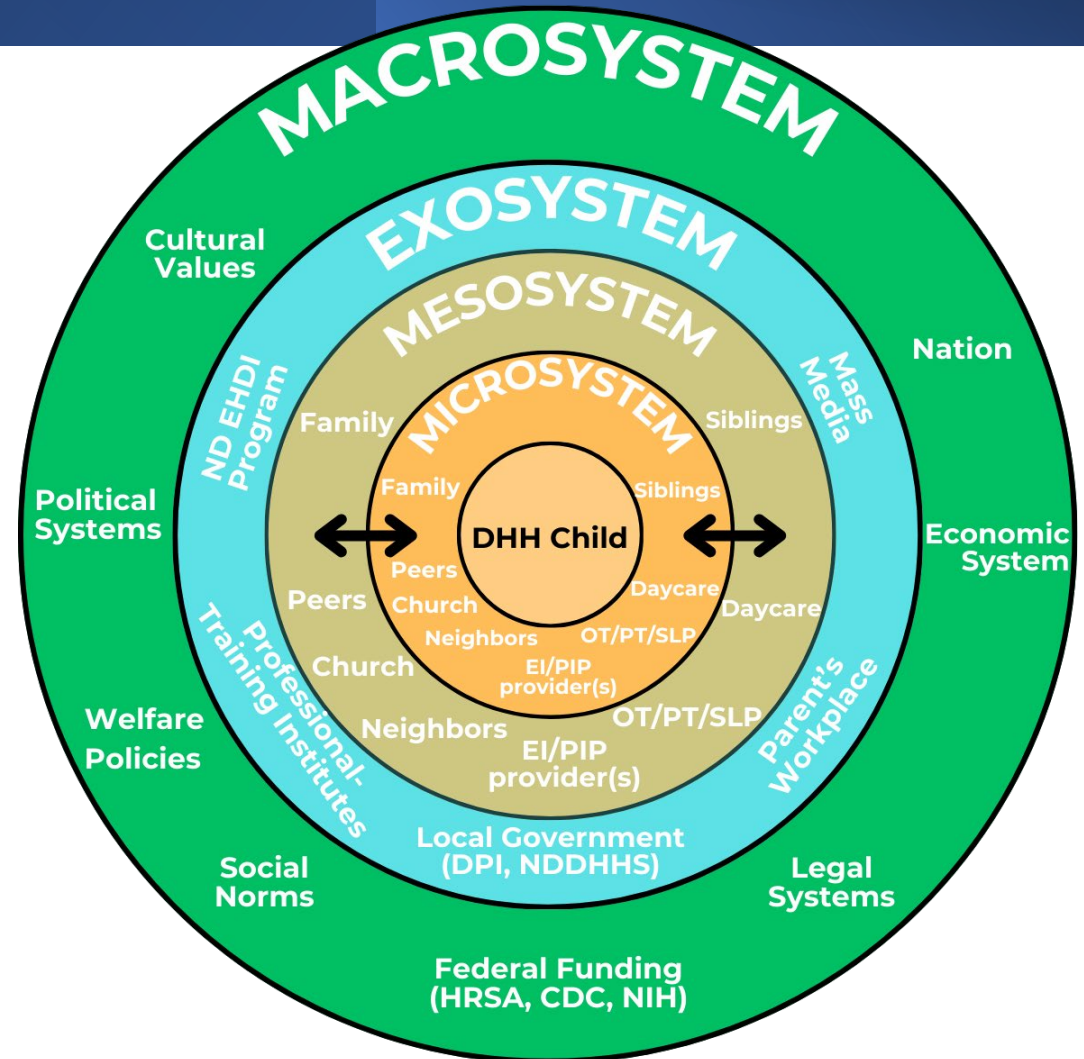 MACROSYSTEM
Cultural
Values
Nation
Political
Systems
Economic
System
Welfare
Policies
Social
Norms
Legal
Systems
Federal Funding
(HRSA, CDC, NIH)
EXOSYSTEM
ND EHDI
Program
Mass
Media
Professional-
Training Institutes
Parent's
Workplace
Local Government
(DPI, NDDHHS)
MESOSYSTEM
Family
Siblings
Peers
Daycare
Church
Neighbors
OT/PT/SLP
EI/PIP
provider(s)
MICROSYSTEM
Family
Siblings
Peers
Daycare
Church
Neighbors
OT/PT/SLP
EI/PIP
provider(s)
DHH Child